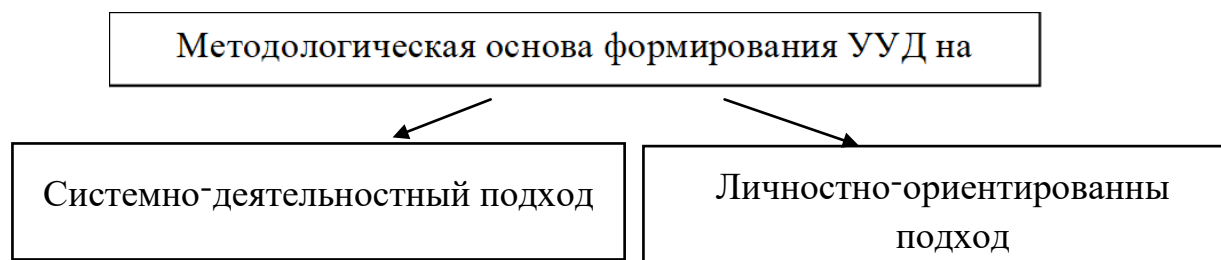 Методологическая основа формирования УУД на
Системно-деятельностный подход
Личностно-ориентированны
подход